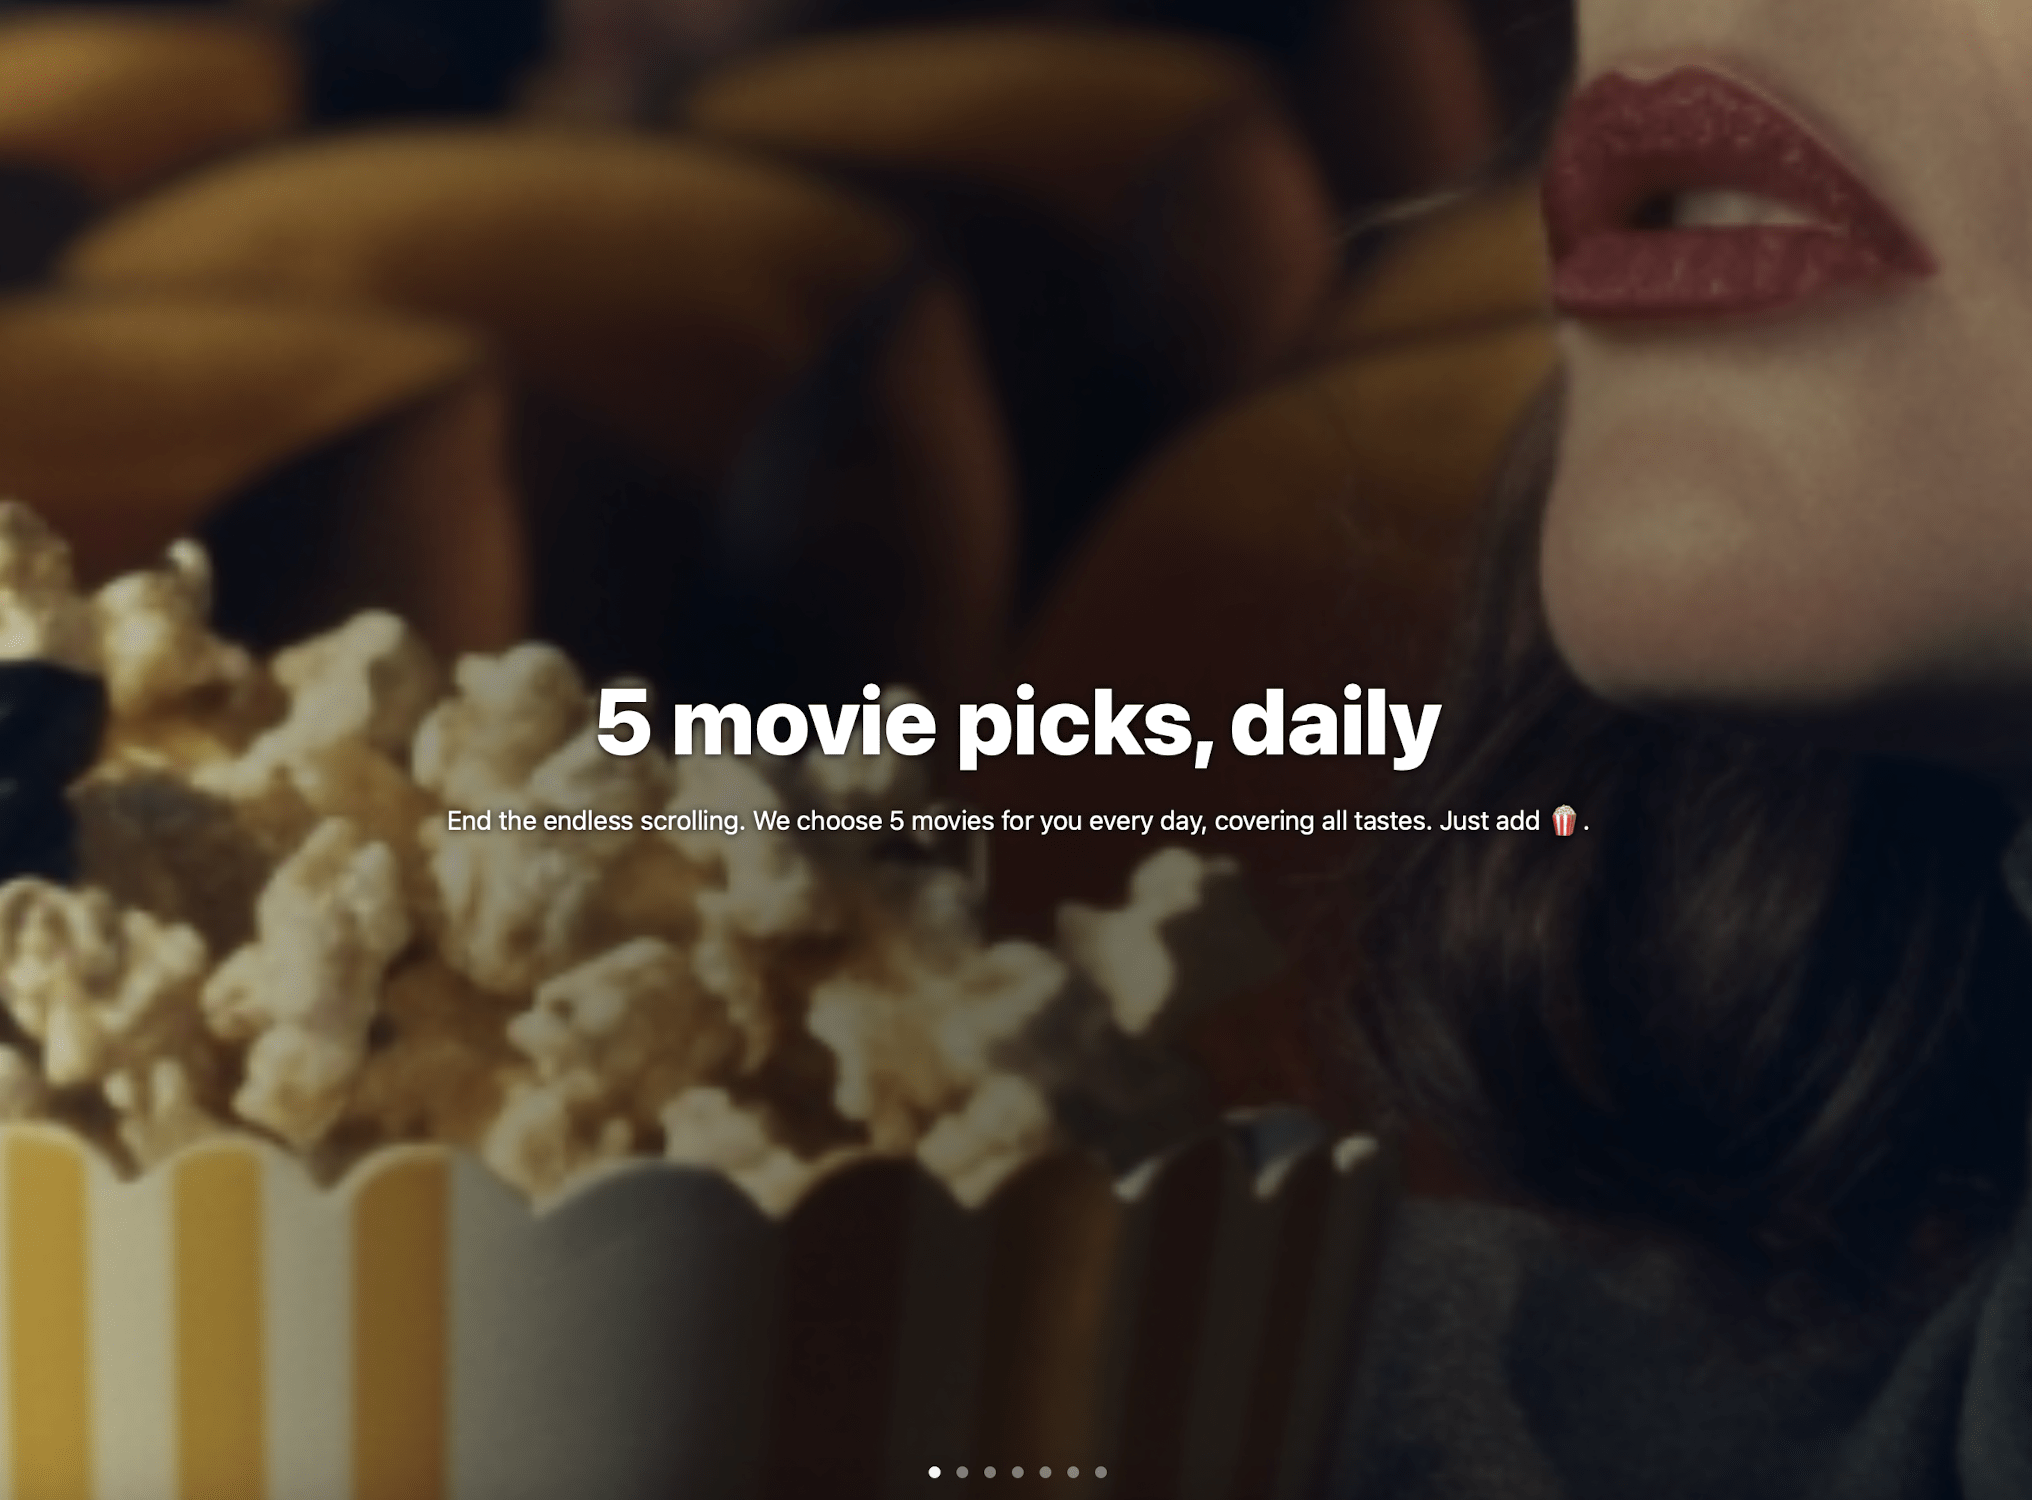 5 movie picks, daily
End the endless scrolling. We choose 5 movies for you every day, covering all tastes. Just add 🍿.